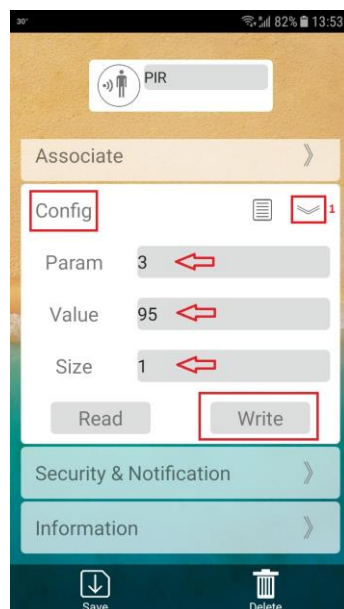 30°
82% 13:53
PIR
Associate
Config
1
Param 3
Value 95
Size 1
Read Write
Security & Notification
Information
Save Delete